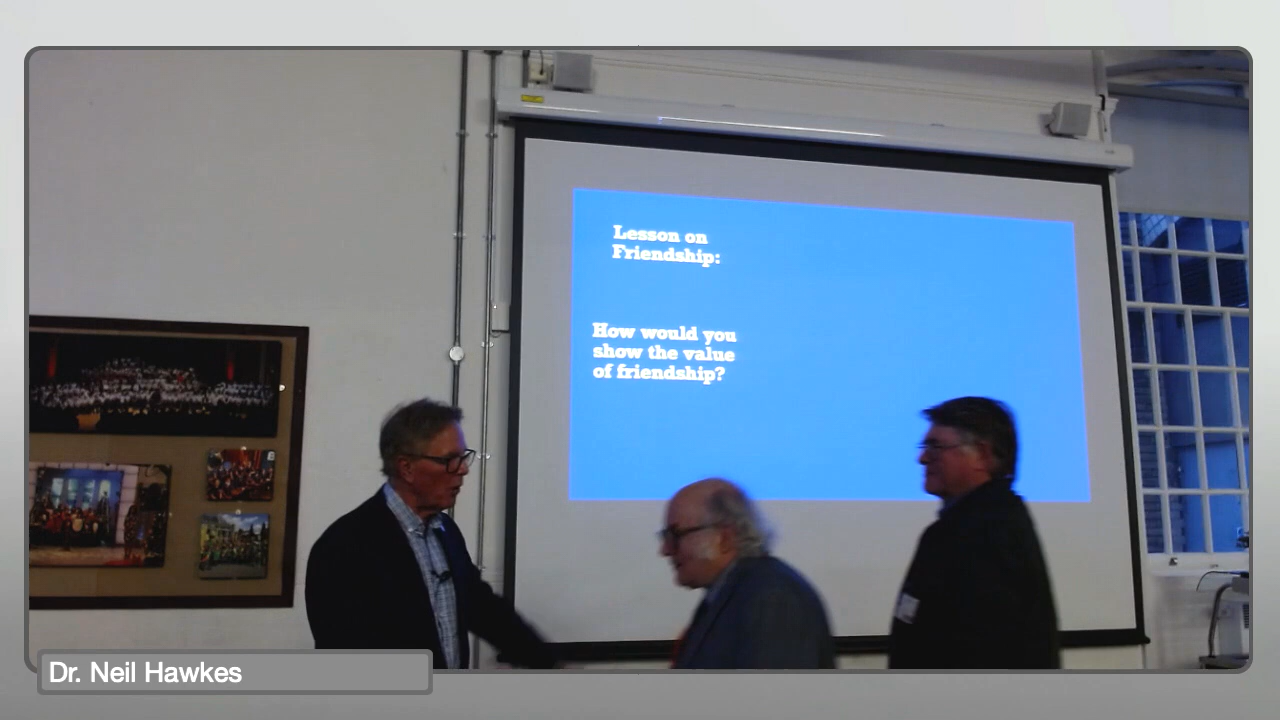 Lesson on
Friendship:
How would you
show the value
of friendship?
Dr. Neil Hawkes